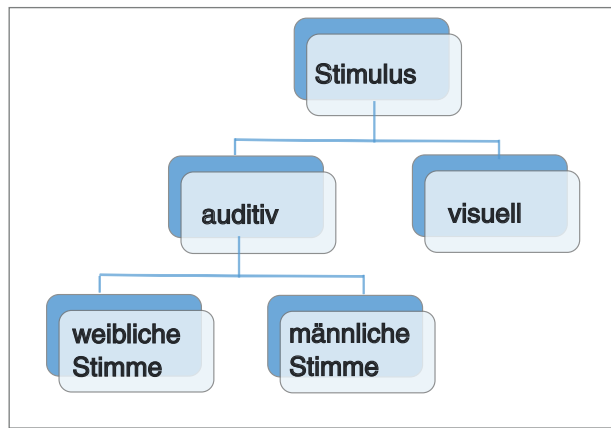 Stimulus
auditiv
visuell
weibliche
Stimme
männliche
Stimme